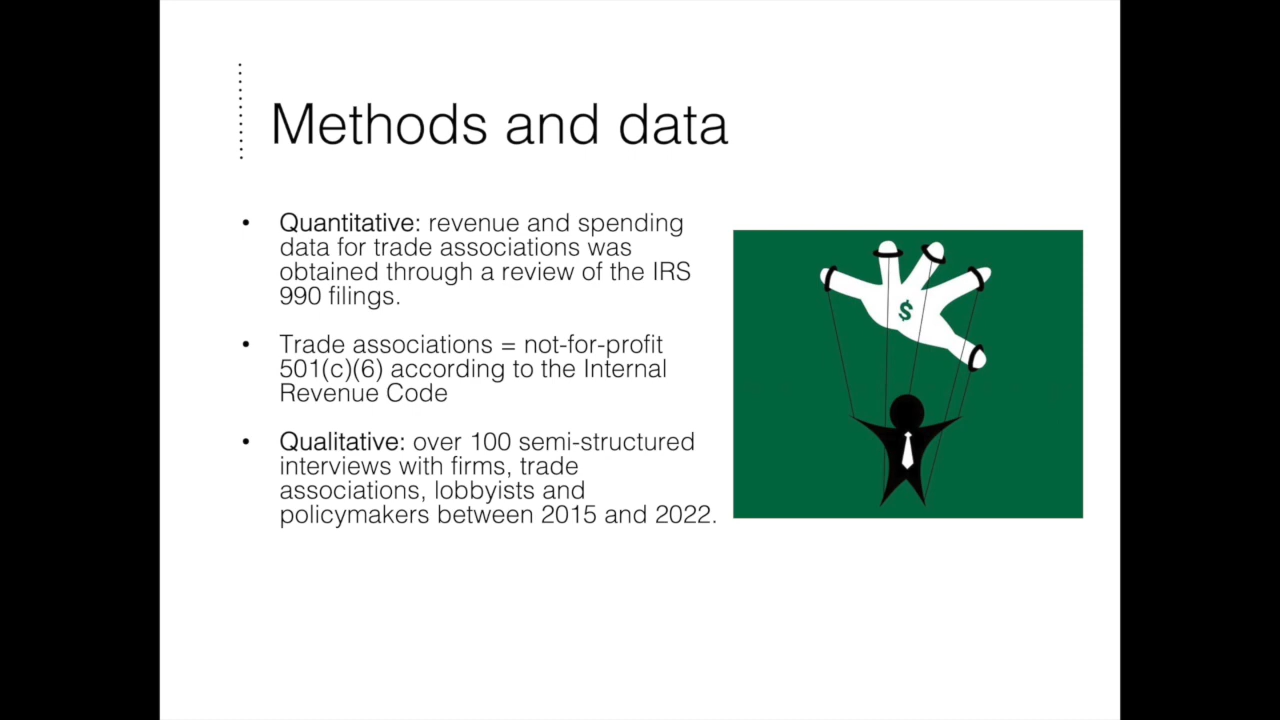 Methods and data
• Quantitative: revenue and spending
data for trade associations was
obtained through a review of the IRS
990 filings.
• Trade associations = not-for-profit
501(c)(6) according to the Internal
Revenue Code
• Qualitative: over 100 semi-structured
interviews with firms, trade
associations, lobbyists and
policymakers between 2015 and 2022.
$